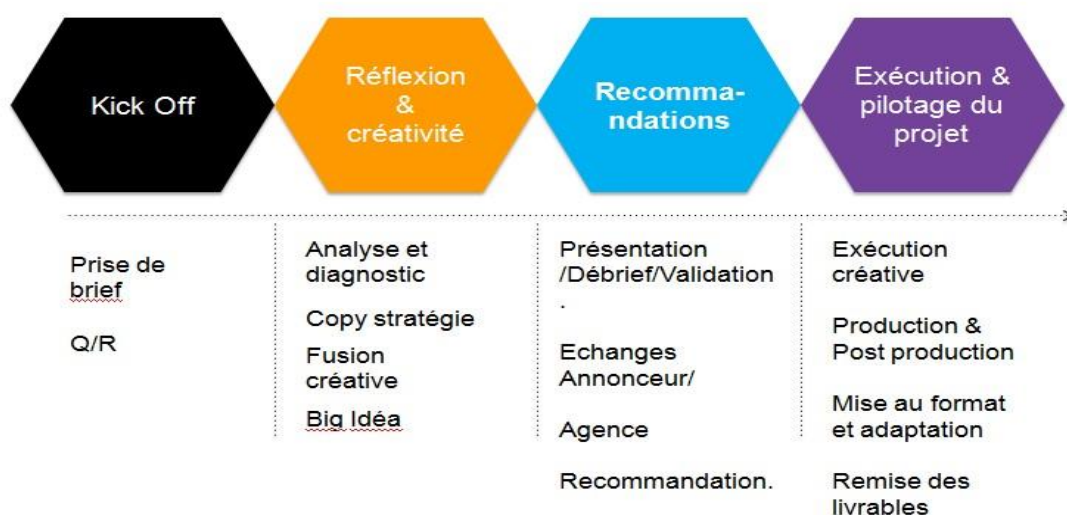 Kick Off
Réflexion
&
créativité
Recomma-
ndations
Exécution &
pilotage du
projet
Prise de
brief
Q/R
Analyse et
diagnostic
Copy stratégie
Fusion
créative
Big Idéa
Présentation
/Débrief/Validation
.
Echanges
Annonceur/
Agence
Recommandation.
Exécution
créative
Production &
Post production
Mise au format
et adaptation
Remise des
livrables